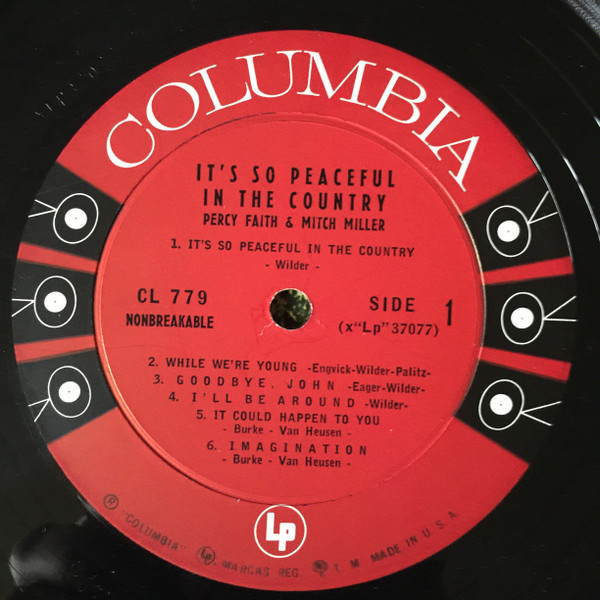 COLUMBIA
IT'S SO PEACEFUL
IN THE COUNTRY
PERCY FAITH & MITCH MILLER
1. IT'S SO PEACEFUL IN THE COUNTRY
- Wilder -
CL 779
NONBREAKABLE
SIDE 1
(x"Lp" 37077)
2. WHILE WE'RE YOUNG -Engvick-Wilder-Palitz-
3. GOODBYE, JOHN -Eager-Wilder-
4. I'LL BE AROUND -Wilder-
5. IT COULD HAPPEN TO YOU
- Burke - Van Heusen -
6. IMAGINATION
- Burke - Van Heusen -
Lp
® "COLUMBIA" Lp, MARCAS REG. T. M. MADE IN U. S. A.